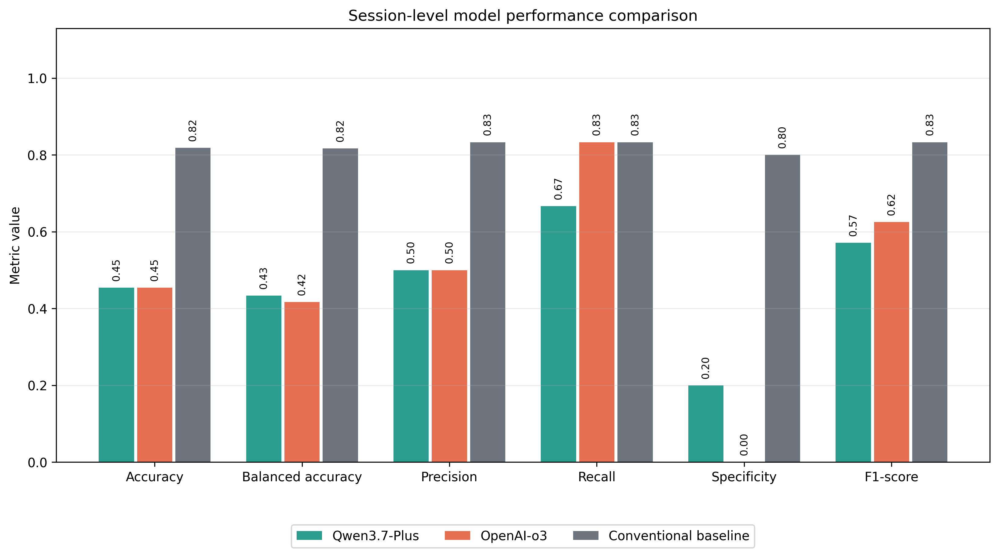 Session-level model performance comparison
Metric value
1.0
0.8
0.6
0.4
0.2
0.0
0.45
0.45
0.82
0.43
0.42
0.82
0.50
0.50
0.83
0.67
0.83
0.83
0.20
0.00
0.80
0.57
0.62
0.83
Accuracy
Balanced accuracy
Precision
Recall
Specificity
F1-score
Qwen3.7-Plus
OpenAI-o3
Conventional baseline